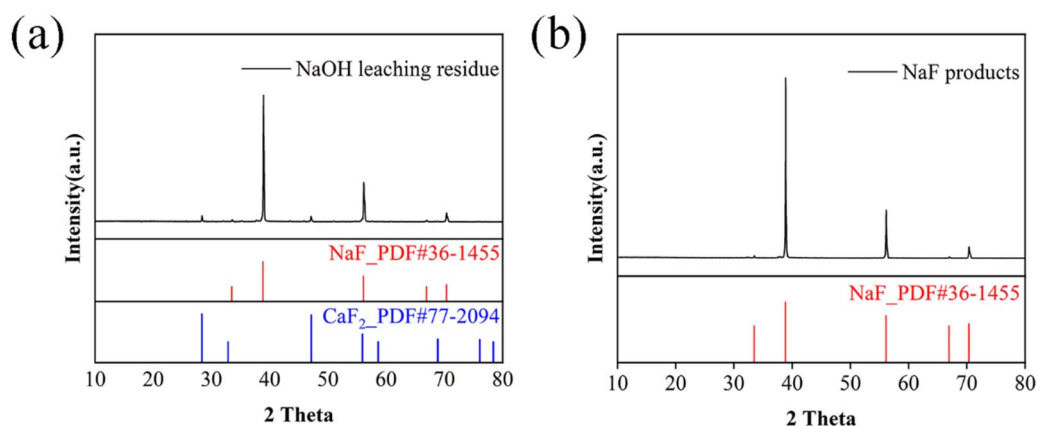 (a)
NaOH leaching residue
Intensity(a.u.)
NaF_PDF#36-1455
CaF₂_PDF#77-2094
10 20 30 40 50 60 70 80
2 Theta
(b)
NaF products
Intensity(a.u.)
NaF_PDF#36-1455
10 20 30 40 50 60 70 80
2 Theta